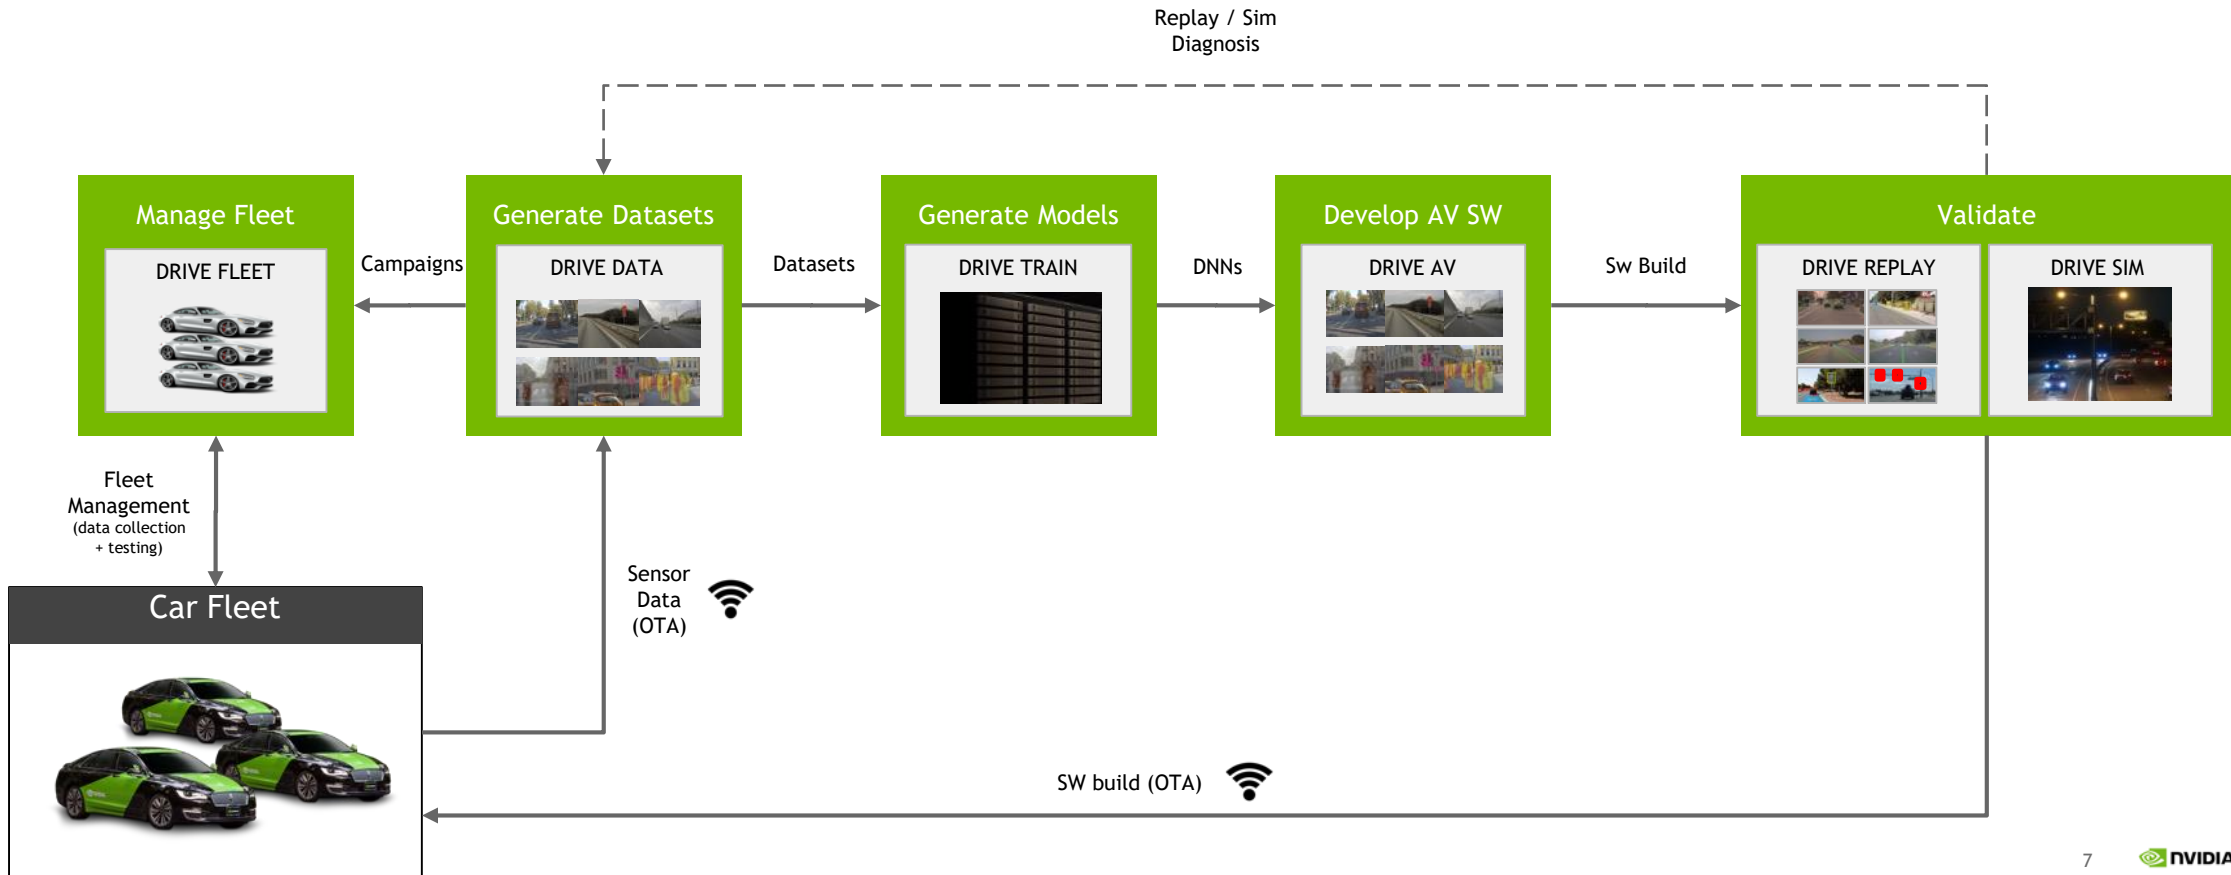 Replay / Sim
Diagnosis
Manage Fleet
DRIVE FLEET
Campaigns
Generate Datasets
DRIVE DATA
Datasets
Generate Models
DRIVE TRAIN
DNNs
Develop AV SW
DRIVE AV
Sw Build
Validate
DRIVE REPLAY
DRIVE SIM
Fleet
Management
(data collection
+ testing)
Sensor
Data
(OTA)
Car Fleet
SW build (OTA)
7
NVIDIA